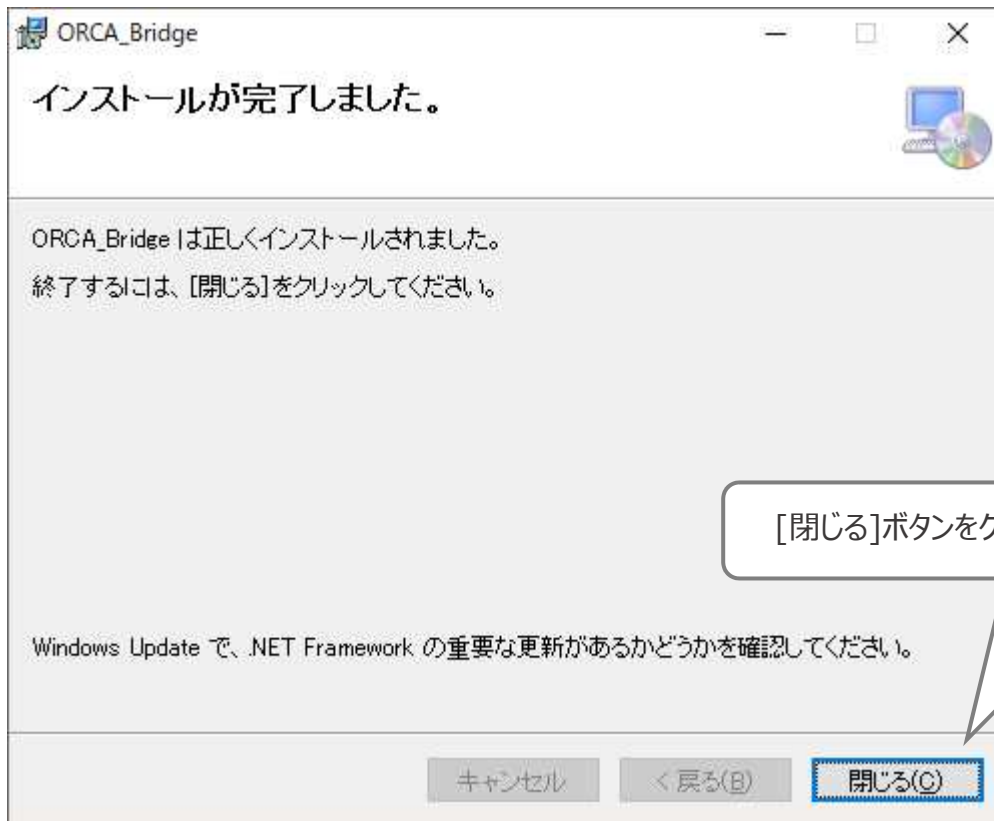 ORCA_Bridge
インストールが完了しました。
ORCA_Bridge は正しくインストールされました。
終了するには、[閉じる]をクリックしてください。
[閉じる]ボタンを
Windows Update で、.NET Framework の重要な更新があるかどうかを確認してください。
キャンセル
< 戻る(B)
閉じる(C)